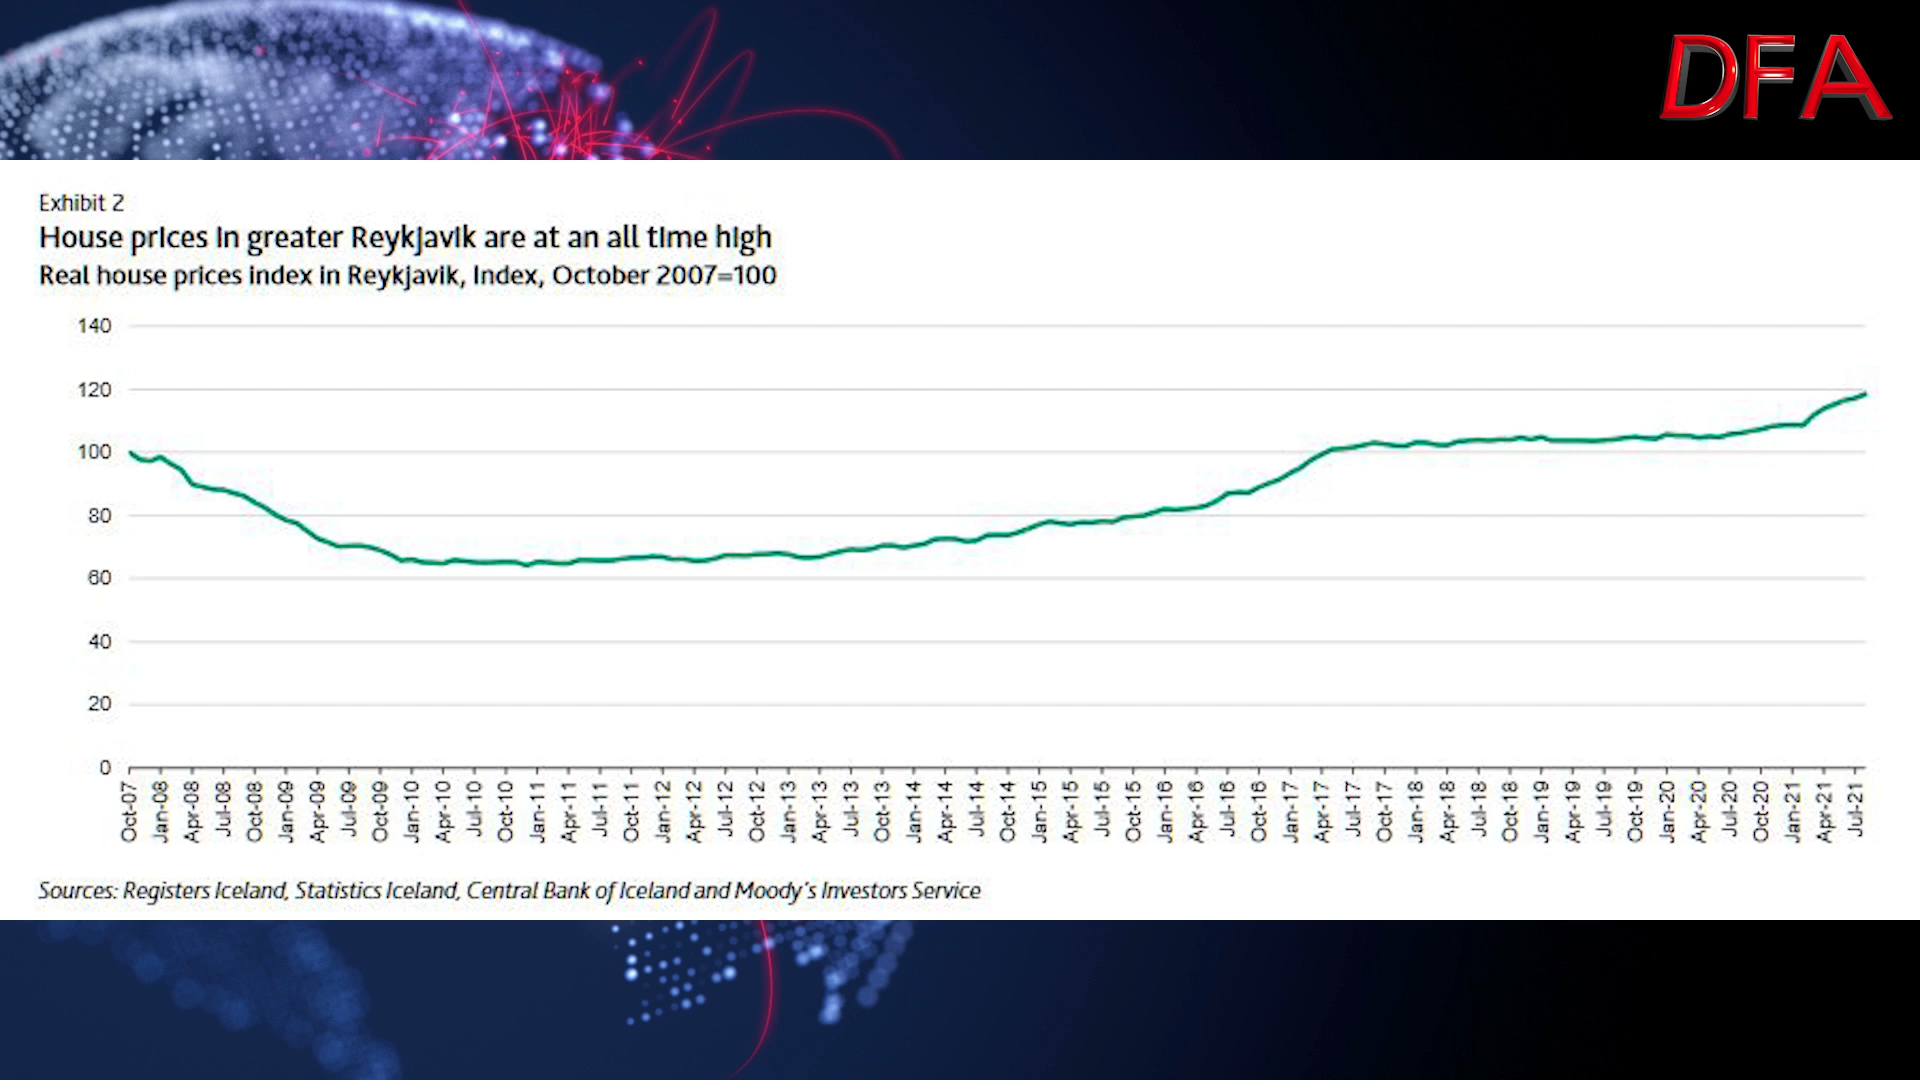 DFA
Exhibit 2
House prices in greater Reykjavik are at an all time high
Real house prices index in Reykjavik, Index, October 2007=100
140
120
100
80
60
40
20
0
Oct-07 Jan-08 Apr-08 Jul-08 Oct-08 Jan-09 Apr-09 Jul-09 Oct-09 Jan-10 Apr-10 Jul-10 Oct-10 Jan-11 Apr-11 Jul-11 Oct-11 Jan-12 Apr-12 Jul-12 Oct-12 Jan-13 Apr-13 Jul-13 Oct-13 Jan-14 Apr-14 Jul-14 Oct-14 Jan-15 Apr-15 Jul-15 Oct-15 Jan-16 Apr-16 Jul-16 Oct-16 Jan-17 Apr-17 Jul-17 Oct-17 Jan-18 Apr-18 Jul-18 Oct-18 Jan-19 Apr-19 Jul-19 Oct-19 Jan-20 Apr-20 Jul-20 Oct-20 Jan-21 Apr-21 Jul-21
Sources: Registers Iceland, Statistics Iceland, Central Bank of Iceland and Moody's Investors Service